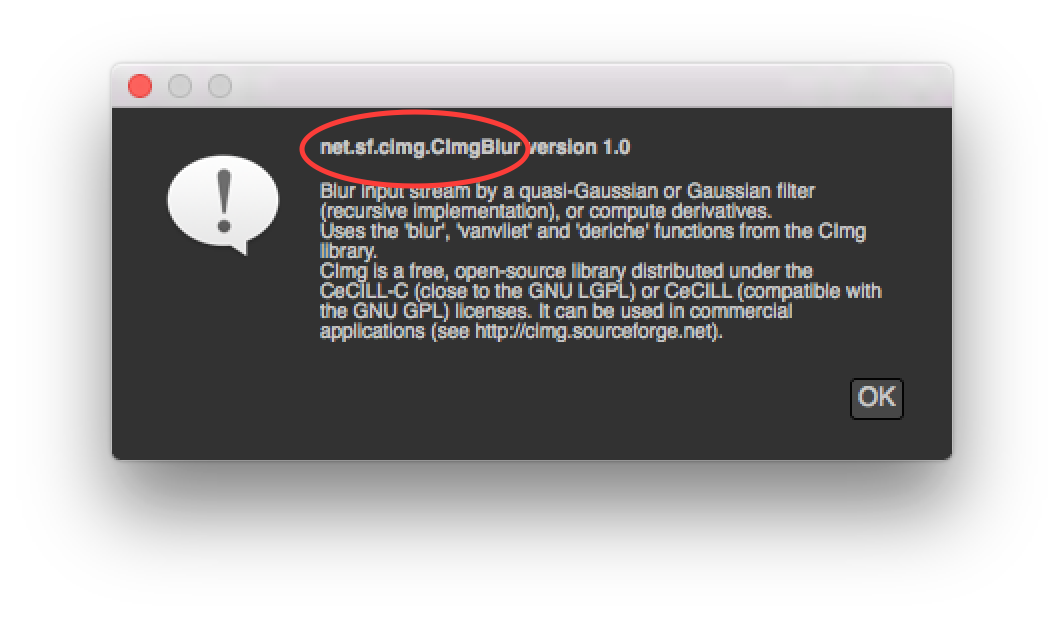 net.sf.cimg.CImgBlur version 1.0
Blur input stream by a quasi-Gaussian or Gaussian filter
(recursive implementation), or compute derivatives.
Uses the 'blur', 'vanvliet' and 'deriche' functions from the CImg
library.
CImg is a free, open-source library distributed under the
CeCILL-C (close to the GNU LGPL) or CeCILL (compatible with
the GNU GPL) licenses. It can be used in commercial
applications (see http://cimg.sourceforge.net).
OK